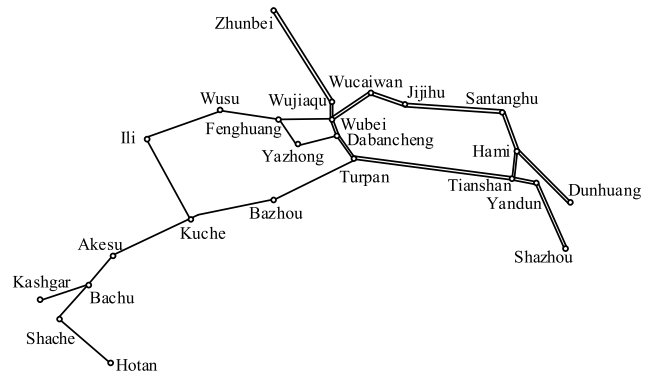 Zhunbei
Wucaiwan
Jijihu
Wusu
Wujiaqu
Santanghu
Fenghuang
Wubei
Ili
Dabancheng
Yazhong
Hami
Turpan
Tianshan
Dunhuang
Yandun
Bazhou
Kuche
Akesu
Shazhou
Kashgar
Bachu
Shache
Hotan